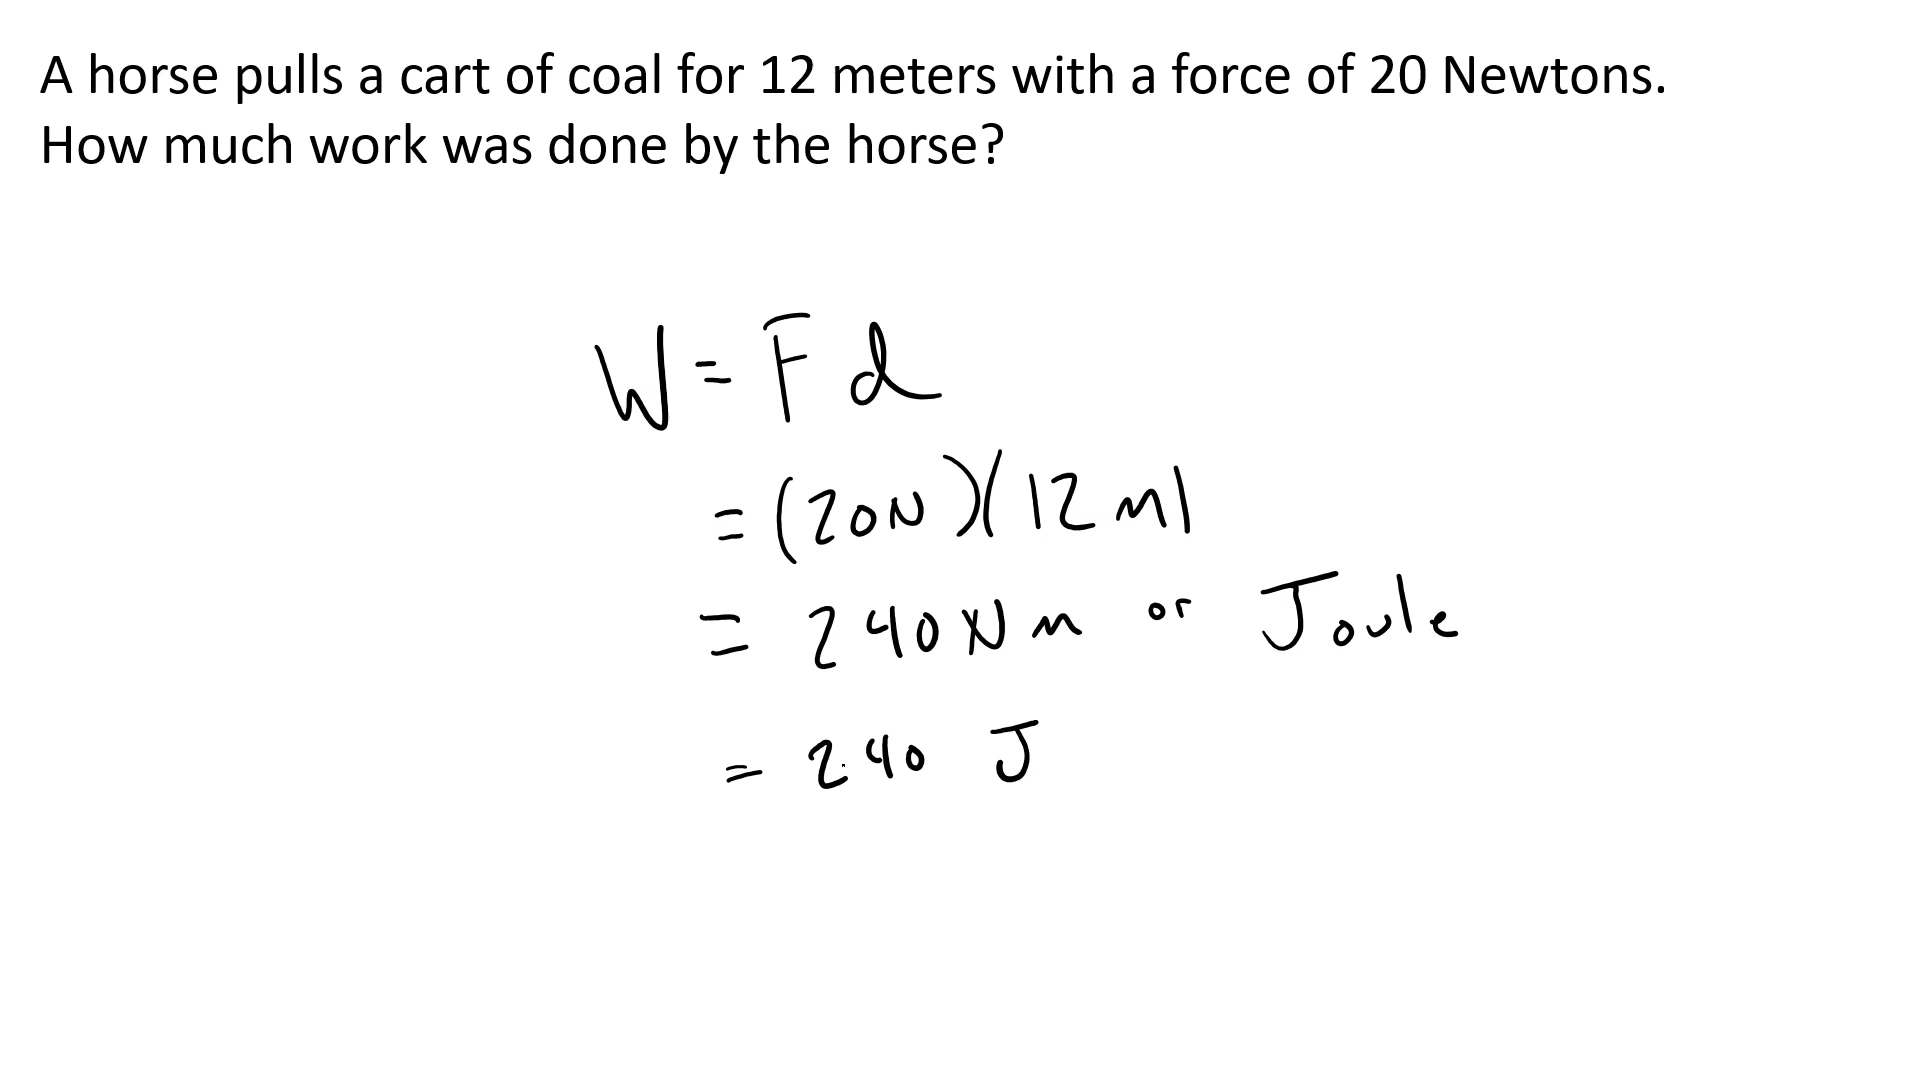 A horse pulls a cart of coal for 12 meters with a force of 20 Newtons.
How much work was done by the horse?
W = Fd
= (20N)(12m)
= 240 Nm or Joule
= 240 J